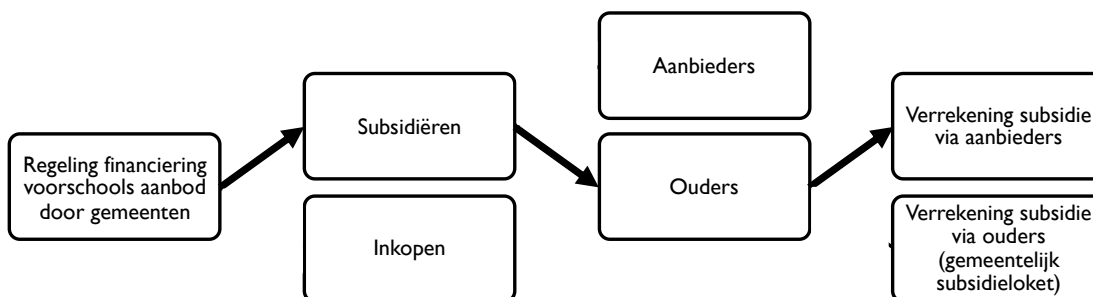 Regeling financiering
voorschools aanbod
door gemeenten
Subsidiëren
Inkopen
Aanbieders
Ouders
Verrekening subsidie
via aanbieders
Verrekening subsidie
via ouders
(gemeentelijk
subsidieloket)